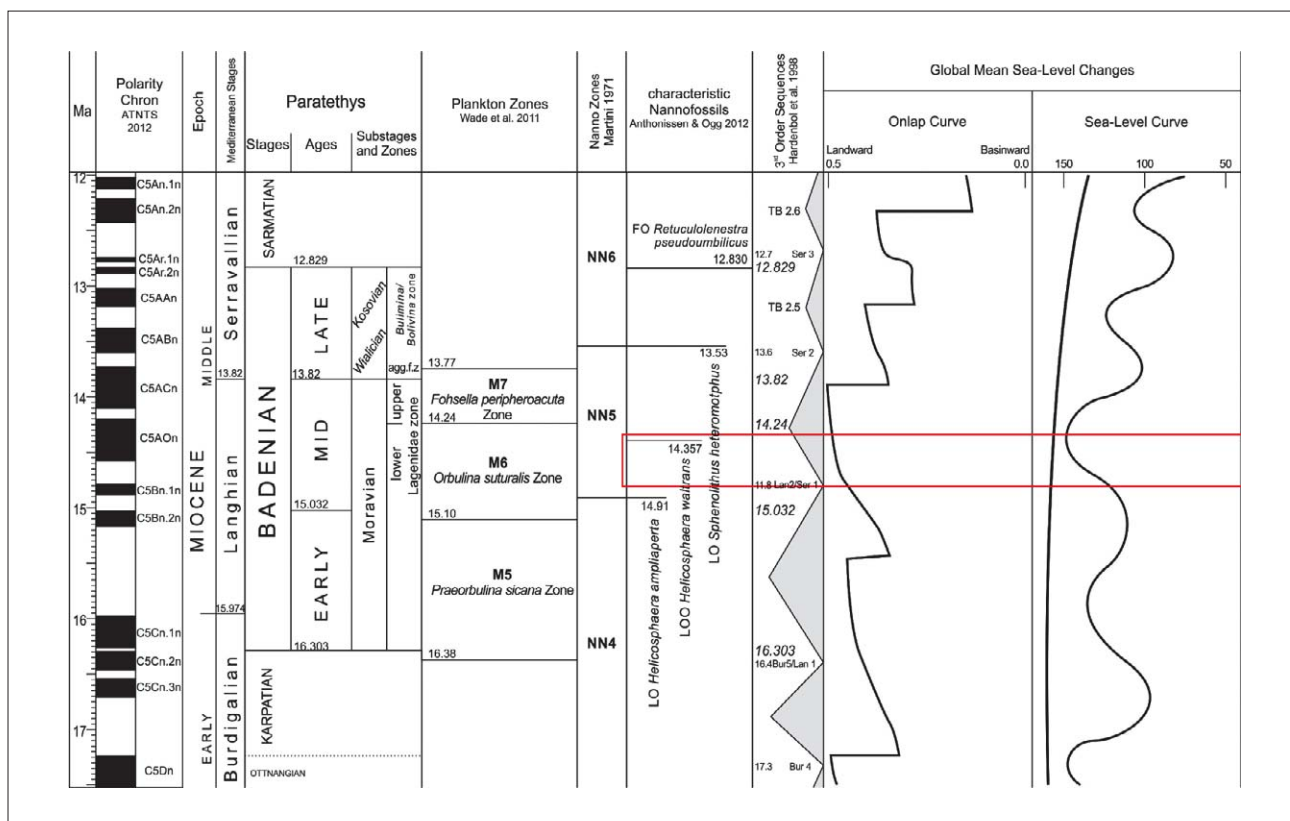 Ma
Polarity
Chron
ATNTS
2012
Epoch
Mediterranean Stages
Paratethys
Stages
Ages
Substages
and Zones
Plankton Zones
Wade et al. 2011
Nanno Zones
Martini 1971
characteristic
Nannofossils
Anthonissen & Ogg 2012
3rd Order Sequences
Hardenbol et al. 1998
Global Mean Sea-Level Changes
Onlap Curve
Landward
Basinward
0.5
0.0
Sea-Level Curve
150
100
50
12
13
14
15
16
17
C5An.1n
C5An.2n
C5Ar.1n
C5Ar.2n
C5AAn
C5ABn
C5ACn
C5AOn
C5Bn.1n
C5Bn.2n
C5Cn.1n
C5Cn.2n
C5Cn.3n
C5Dn
MIOCENE
MIDDLE
EARLY
Serravallian
13.82
Langhian
15.974
Burdigalian
SARMATIAN
12.829
BADENIAN
KARPATIAN
OTTNANGIAN
LATE
13.82
MID
15.032
EARLY
16.303
Kosovian
Wialician
Moravian
Bulimina/
Bolivina zone
agg.f.z
upper
lower
Lagenidae zone
13.77
M7
Fohsella peripheroacuta
Zone
14.24
M6
Orbulina suturalis Zone
15.10
M5
Praeorbulina sicana Zone
16.38
NN6
NN5
NN4
FO Retuculolenestra
pseudoumbilicus
12.830
13.53
LO Sphenolithus heteromotphus
14.357
LOO Helicosphaera waltrans
14.91
LO Helicosphaera ampliaperta
TB 2.6
12.7 Ser 3
12.829
TB 2.5
13.6 Ser 2
13.82
14.24
11.8 Lan2/Ser 1
15.032
16.303
16.4Bur5/Lan 1
17.3 Bur 4